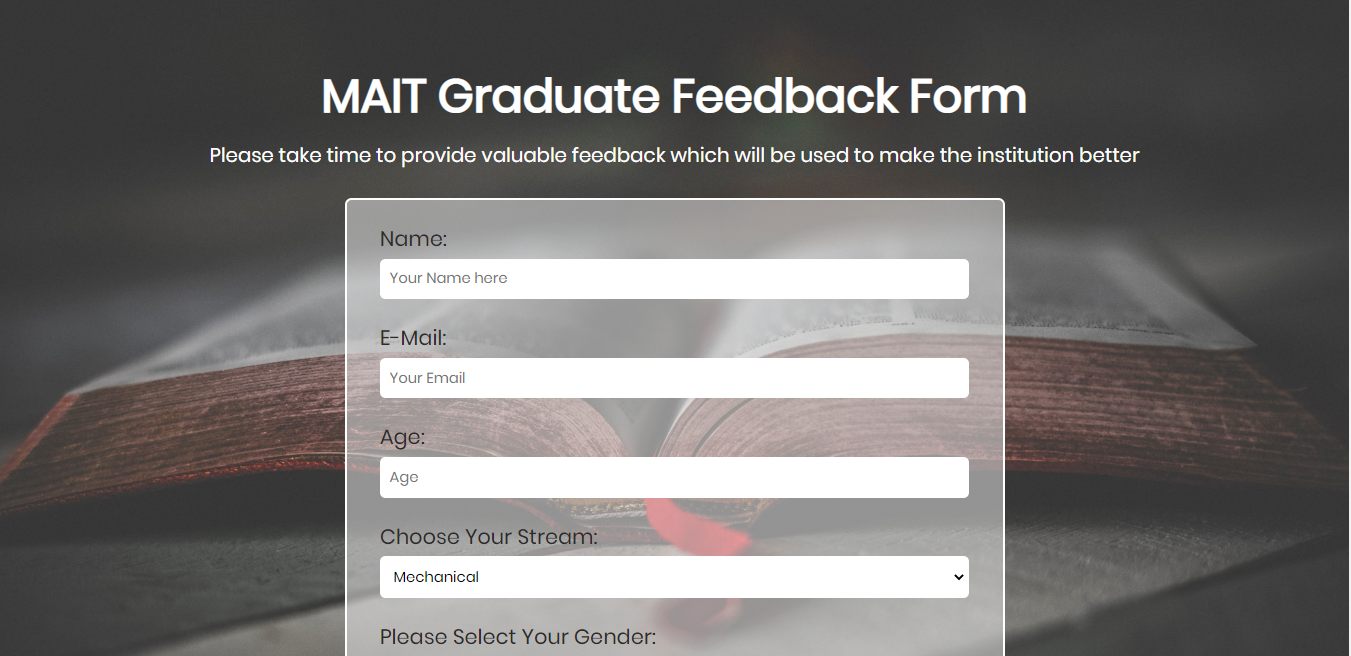 MAIT Graduate Feedback Form
Please take time to provide valuable feedback which will be used to make the institution better
Name:
Your Name here
E-Mail:
Your Email
Age:
Age
Choose Your Stream:
Mechanical
Please Select Your Gender: